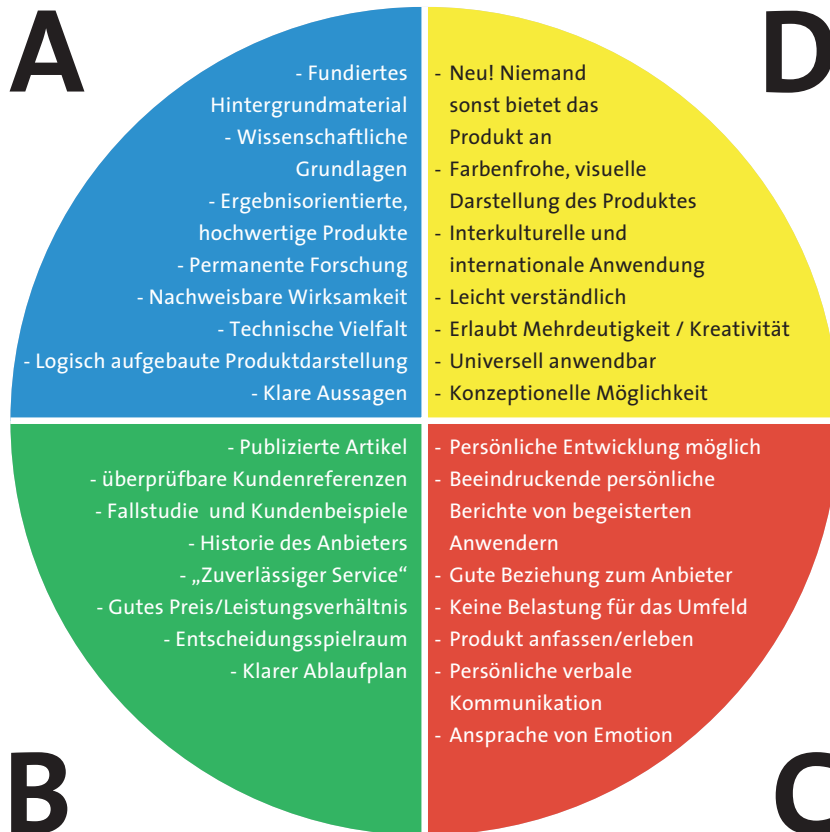 A
- Fundiertes
Hintergrundmaterial
- Wissenschaftliche
Grundlagen
- Ergebnisorientierte,
hochwertige Produkte
- Permanente Forschung
- Nachweisbare Wirksamkeit
- Technische Vielfalt
- Logisch aufgebaute Produktdarstellung
- Klare Aussagen
D
- Neu! Niemand
sonst bietet das
Produkt an
- Farbenfrohe, visuelle
Darstellung des Produktes
- Interkulturelle und
internationale Anwendung
- Leicht verständlich
- Erlaubt Mehrdeutigkeit / Kreativität
- Universell anwendbar
- Konzeptionelle Möglichkeit
- Publizierte Artikel
- überprüfbare Kundenreferenzen
- Fallstudie und Kundenbeispiele
- Historie des Anbieters
- „Zuverlässiger Service“
- Gutes Preis/Leistungsverhältnis
- Entscheidungsspielraum
- Klarer Ablaufplan
B
- Persönliche Entwicklung möglich
- Beeindruckende persönliche
Berichte von begeisterten
Anwendern
- Gute Beziehung zum Anbieter
- Keine Belastung für das Umfeld
- Produkt anfassen/erleben
- Persönliche verbale
Kommunikation
- Ansprache von Emotion
C